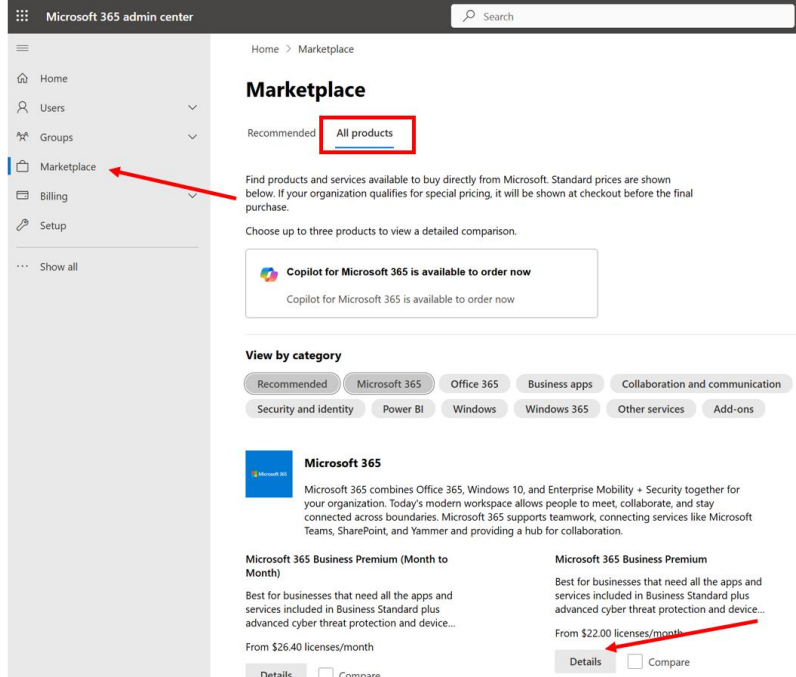 Microsoft 365 admin center
Search
Home
Users
Groups
Marketplace
Billing
Setup
Show all
Home > Marketplace
Marketplace
Recommended All products
Find products and services available to buy directly from Microsoft. Standard prices are shown
below. If your organization qualifies for special pricing, it will be shown at checkout before the final
purchase.
Choose up to three products to view a detailed comparison.
Copilot for Microsoft 365 is available to order now
Copilot for Microsoft 365 is available to order now
View by category
Recommended Microsoft 365 Office 365 Business apps Collaboration and communication
Security and identity Power BI Windows Windows 365 Other services Add-ons
Microsoft 365
Microsoft 365
Microsoft 365 combines Office 365, Windows 10, and Enterprise Mobility + Security together for
your organization. Today's modern workspace allows people to meet, collaborate, and stay
connected across boundaries. Microsoft 365 supports teamwork, connecting services like Microsoft
Teams, SharePoint, and Yammer and providing a hub for collaboration.
Microsoft 365 Business Premium (Month to
Month)
Best for businesses that need all the apps and
services included in Business Standard plus
advanced cyber threat protection and device...
From $26.40 licenses/month
Details Compare
Microsoft 365 Business Premium
Best for businesses that need all the apps and
services included in Business Standard plus
advanced cyber threat protection and device...
From $22.00 licenses/month
Details Compare